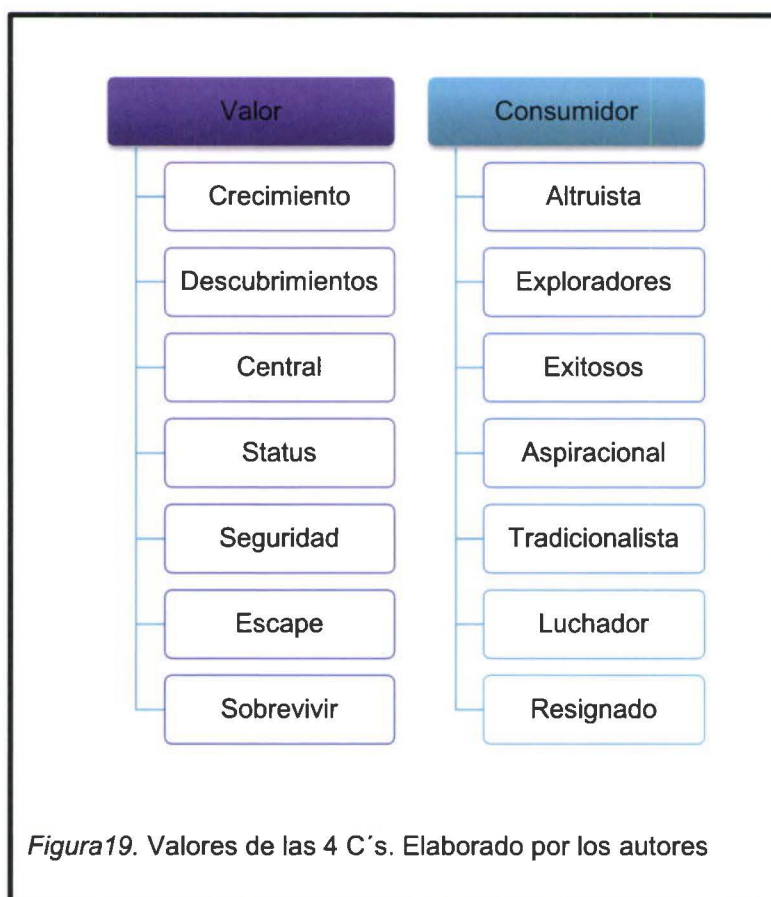 Valor
Crecimiento
Descubrimientos
Central
Status
Seguridad
Escape
Sobrevivir
Consumidor
Altruista
Exploradores
Exitosos
Aspiracional
Tradicionalista
Luchador
Resignado
Figura19. Valores de las 4 C´s. Elaborado por los autores